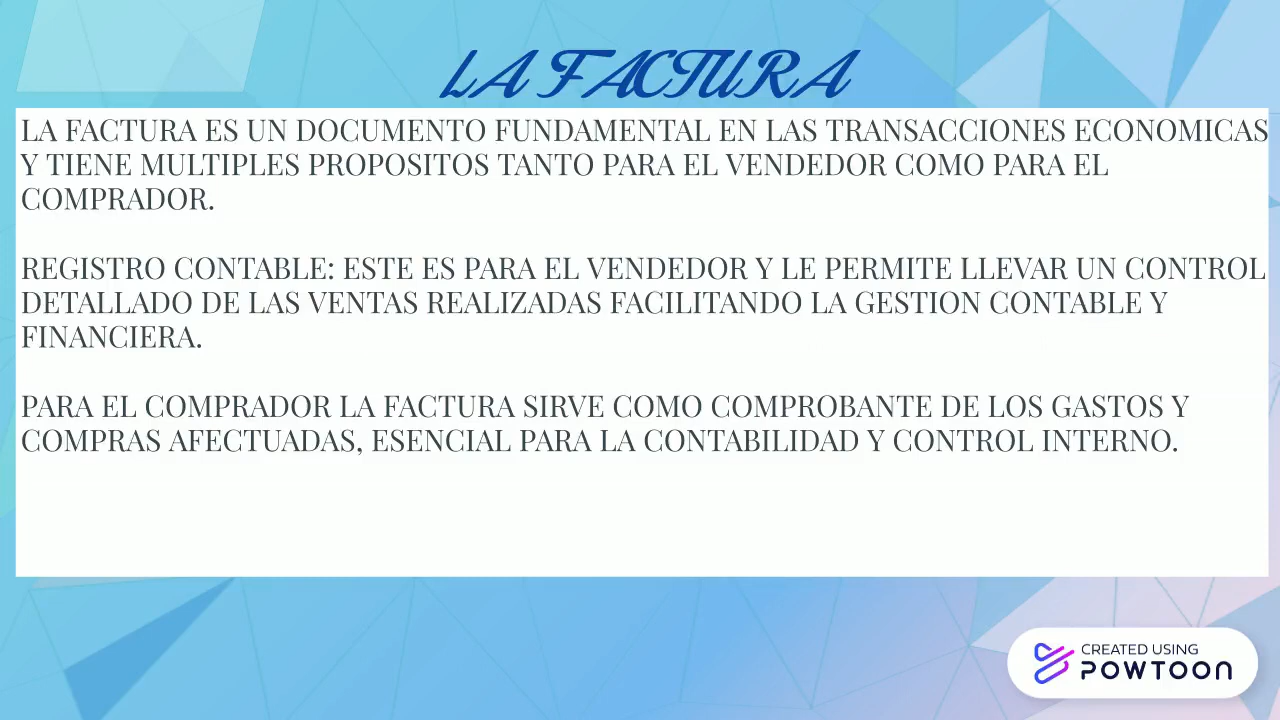 LA FACTURA
LA FACTURA ES UN DOCUMENTO FUNDAMENTAL EN LAS TRANSACCIONES ECONOMICAS
Y TIENE MULTIPLES PROPOSITOS TANTO PARA EL VENDEDOR COMO PARA EL
COMPRADOR.
REGISTRO CONTABLE: ESTE ES PARA EL VENDEDOR Y LE PERMITE LLEVAR UN CONTROL
DETALLADO DE LAS VENTAS REALIZADAS FACILITANDO LA GESTION CONTABLE Y
FINANCIERA.
PARA EL COMPRADOR LA FACTURA SIRVE COMO COMPROBANTE DE LOS GASTOS Y
COMPRAS AFECTUADAS, ESENCIAL PARA LA CONTABILIDAD Y CONTROL INTERNO.
CREATED USING
POWTOON